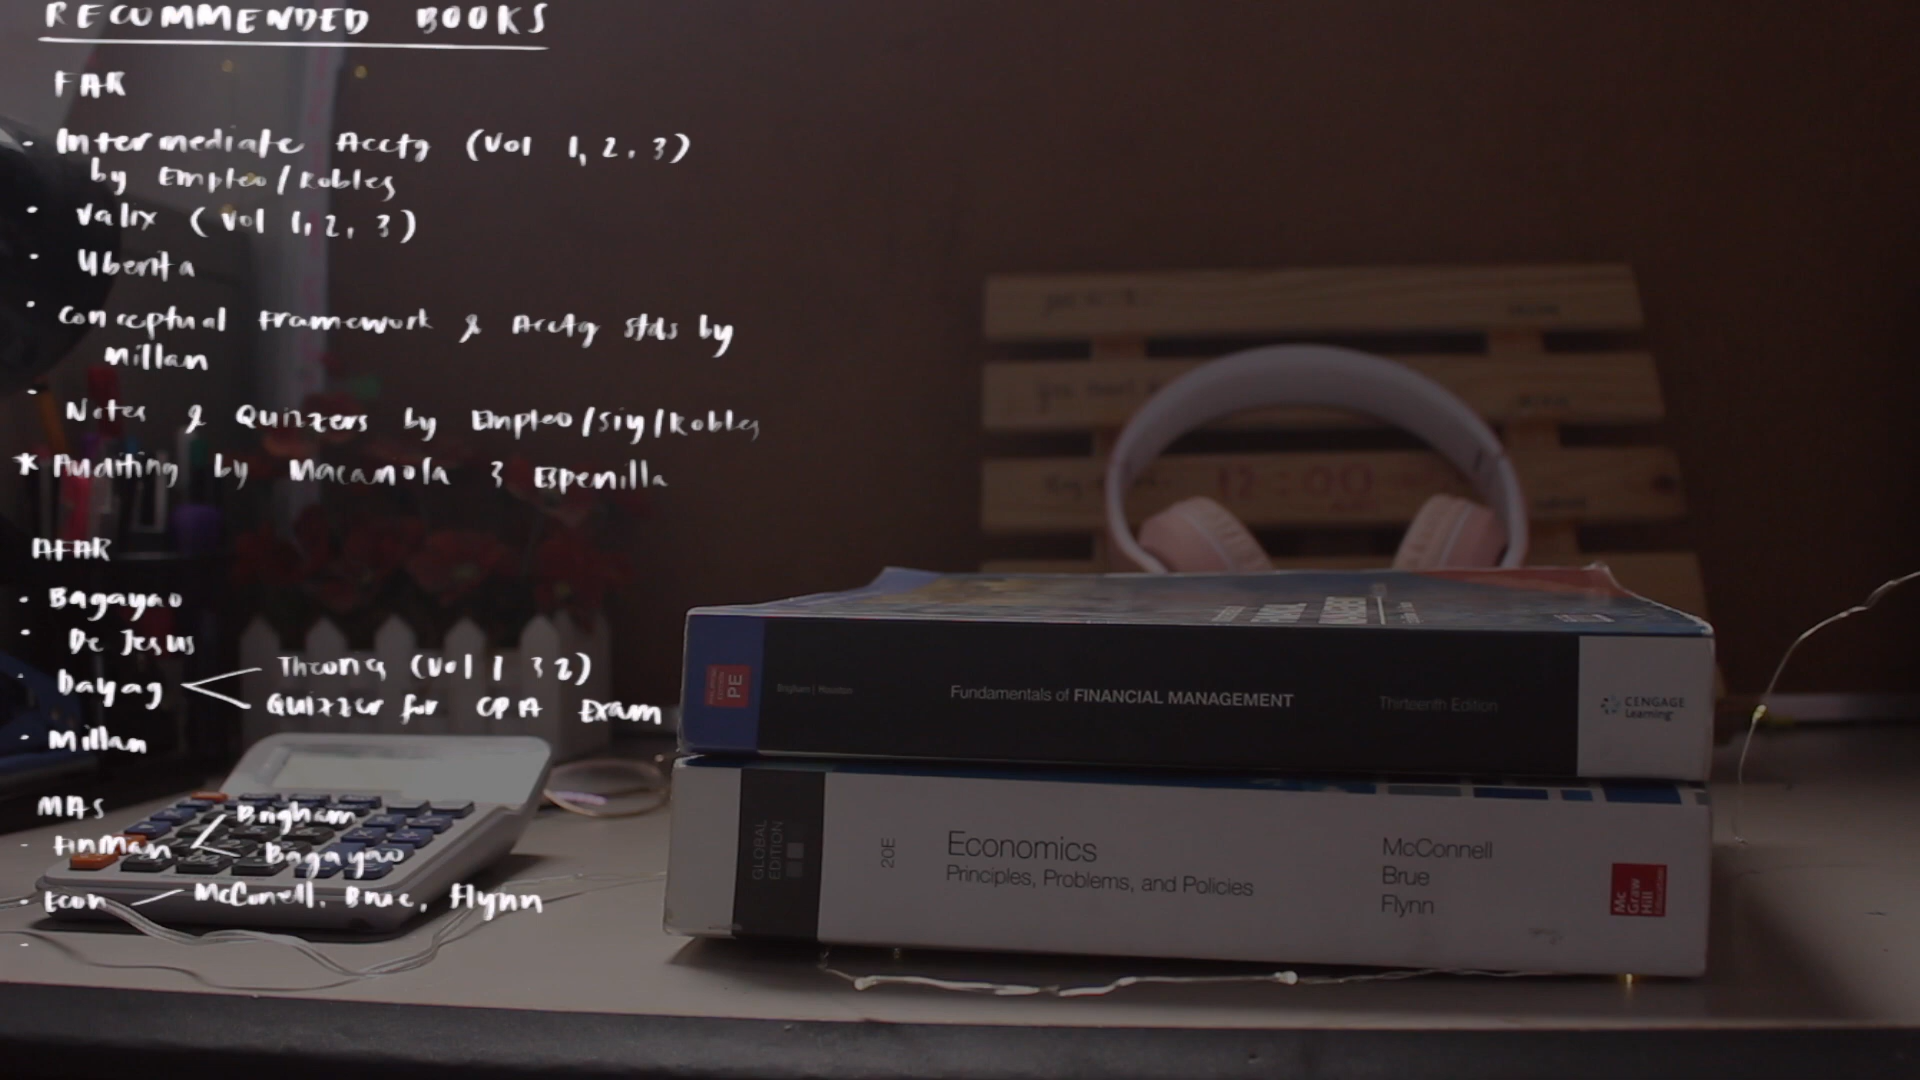 RECOMMENDED BOOKS
FAR
• Intermediate Acctg (Vol 1, 2, 3)
by Empleo/Robles
• Valix (Vol 1, 2, 3)
• Uberita
• Conceptual Framework & Acctg stds by
Millan
• Notes & Quizzers by Empleo/Siy/Robles
* Auditing by Macariola & Espenilla
AFAR
• Bagayao
• De Jesus
• Dayag
Theories (Vol 1 & 2)
Quizzer for CPA Exam
• Millan
MAS
• FinMan
Brigham
Bagayao
• Econ — McConell, Brue, Flynn
12:00
PE
Brigham | Houston
Fundamentals of FINANCIAL MANAGEMENT
Thirteenth Edition
CENGAGE
Learning
GLOBAL
EDITION
20E
Economics
Principles, Problems, and Policies
McConnell
Brue
Flynn
Mc
Graw
Hill
Education